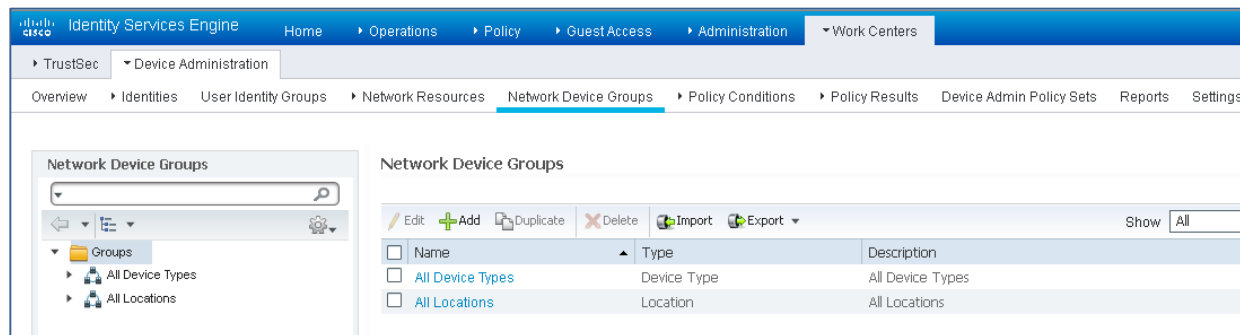 cisco Identity Services Engine Home Operations Policy Guest Access Administration Work Centers
TrustSec Device Administration
Overview Identities User Identity Groups Network Resources Network Device Groups Policy Conditions Policy Results Device Admin Policy Sets Reports Settings
Network Device Groups
Groups
All Device Types
All Locations
Network Device Groups
Edit Add Duplicate Delete Import Export Show All
Name Type Description
All Device Types Device Type All Device Types
All Locations Location All Locations